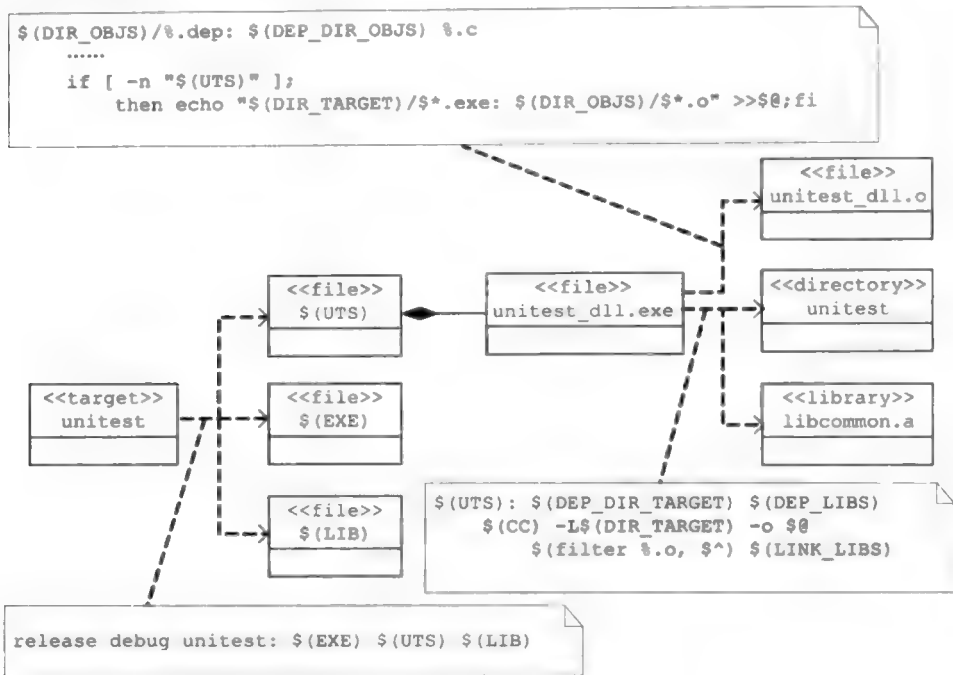 $(DIR_OBJS)/%.dep: $(DEP_DIR_OBJS) %.c
......
if [ -n "$(UTS)" ];
then echo "$(DIR_TARGET)/$*.exe: $(DIR_OBJS)/$*.o" >>$@;fi
<<file>>
unitest_dll.o
<<file>>
$(UTS)
<<file>>
unitest_dll.exe
<<directory>>
unitest
<<target>>
unitest
<<file>>
$(EXE)
<<library>>
libcommon.a
<<file>>
$(LIB)
$(UTS): $(DEP_DIR_TARGET) $(DEP_LIBS)
$(CC) -L$(DIR_TARGET) -o $@
$(filter %.o, $^) $(LINK_LIBS)
release debug unitest: $(EXE) $(UTS) $(LIB)